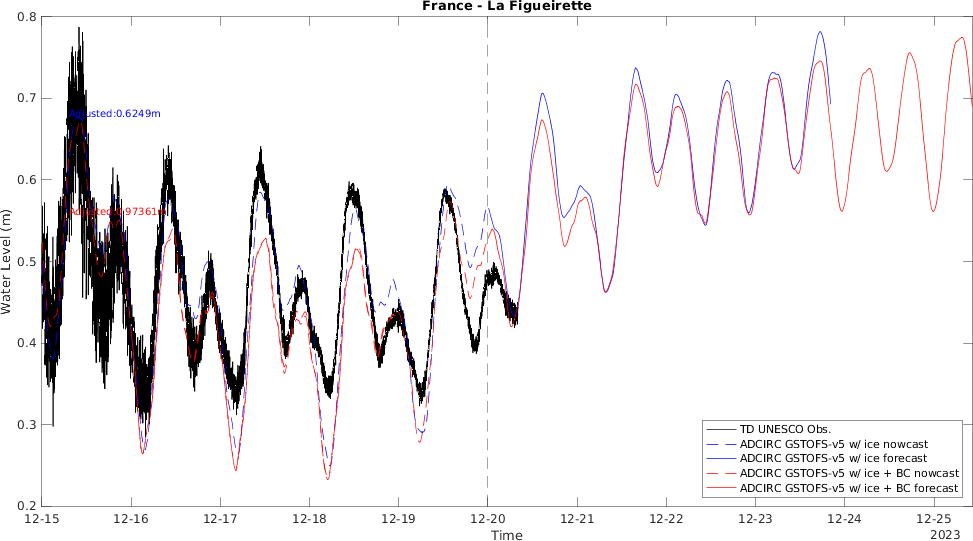 France - La Figueirette
0.8
0.7
0.6
0.5
0.4
0.3
0.2
Water Level (m)
Adjusted:0.6249m
12-15
12-16
12-17
12-18
12-19
12-20
12-21
12-22
12-23
12-24
12-25
2023
Time
TD UNESCO Obs.
ADCIRC GSTOFS-v5 w/ ice nowcast
ADCIRC GSTOFS-v5 w/ ice forecast
ADCIRC GSTOFS-v5 w/ ice + BC nowcast
ADCIRC GSTOFS-v5 w/ ice + BC forecast